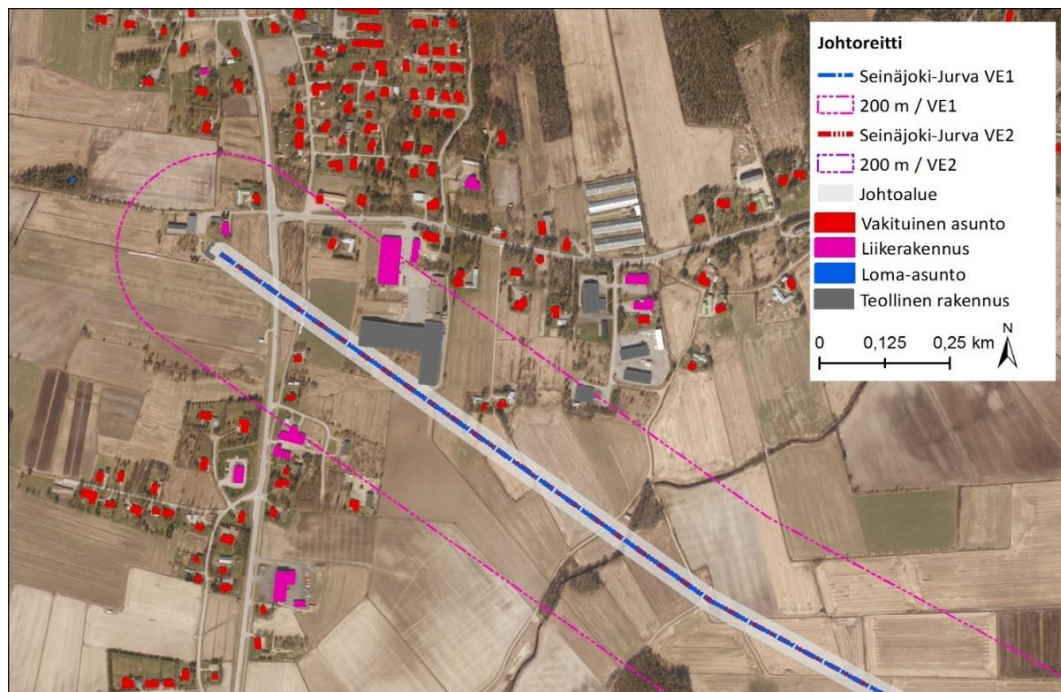 Johtoreitti
Seinäjoki-Jurva VE1
200 m / VE1
Seinäjoki-Jurva VE2
200 m / VE2
Johtoalue
Vakituinen asunto
Liikerakennus
Loma-asunto
Teollinen rakennus
0 0,125 0,25 km
N